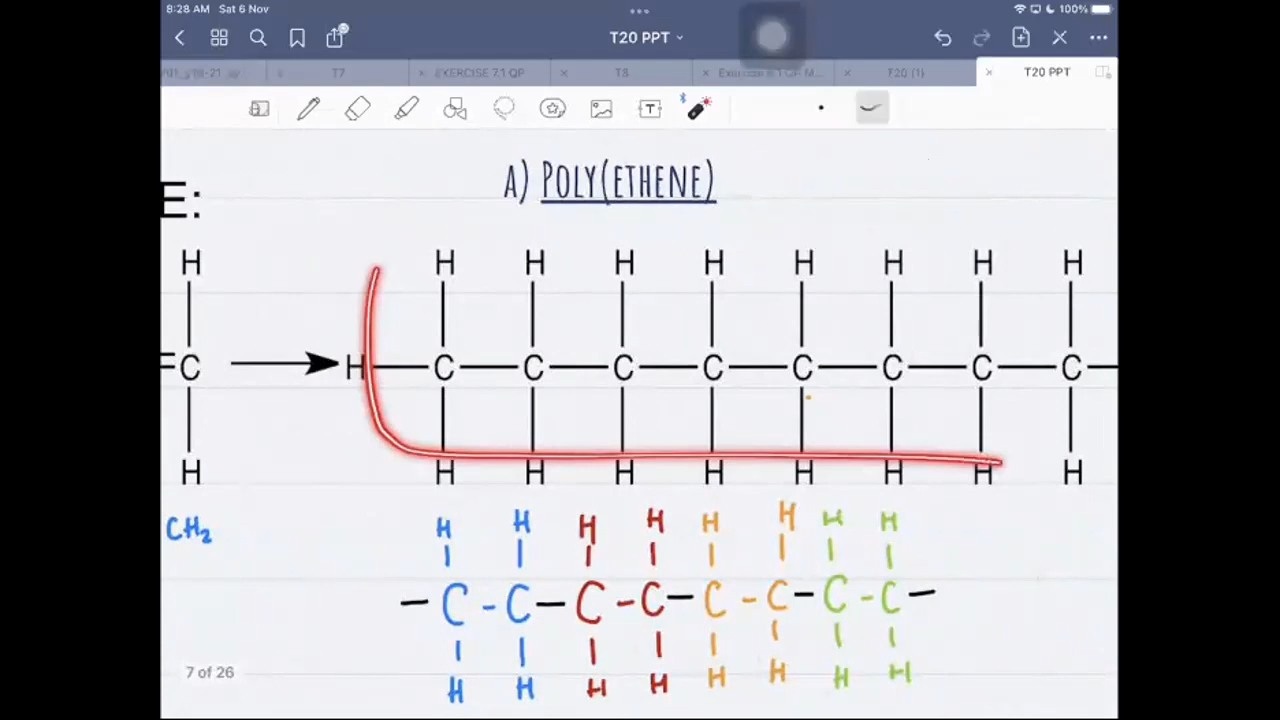 8:28 AM Sat 6 Nov
100%
T20 PPT
T7
EXERCISE 7.1 QP
T8
T20 (1)
T20 PPT
A) POLY(ETHENE)
E:
H H H H H H H H H
C H C C C C C C C C
H H H H H H H H H
CH₂
H H H H H H H H
C - C - C - C - C - C - C - C
H H H H H H H H
7 of 26